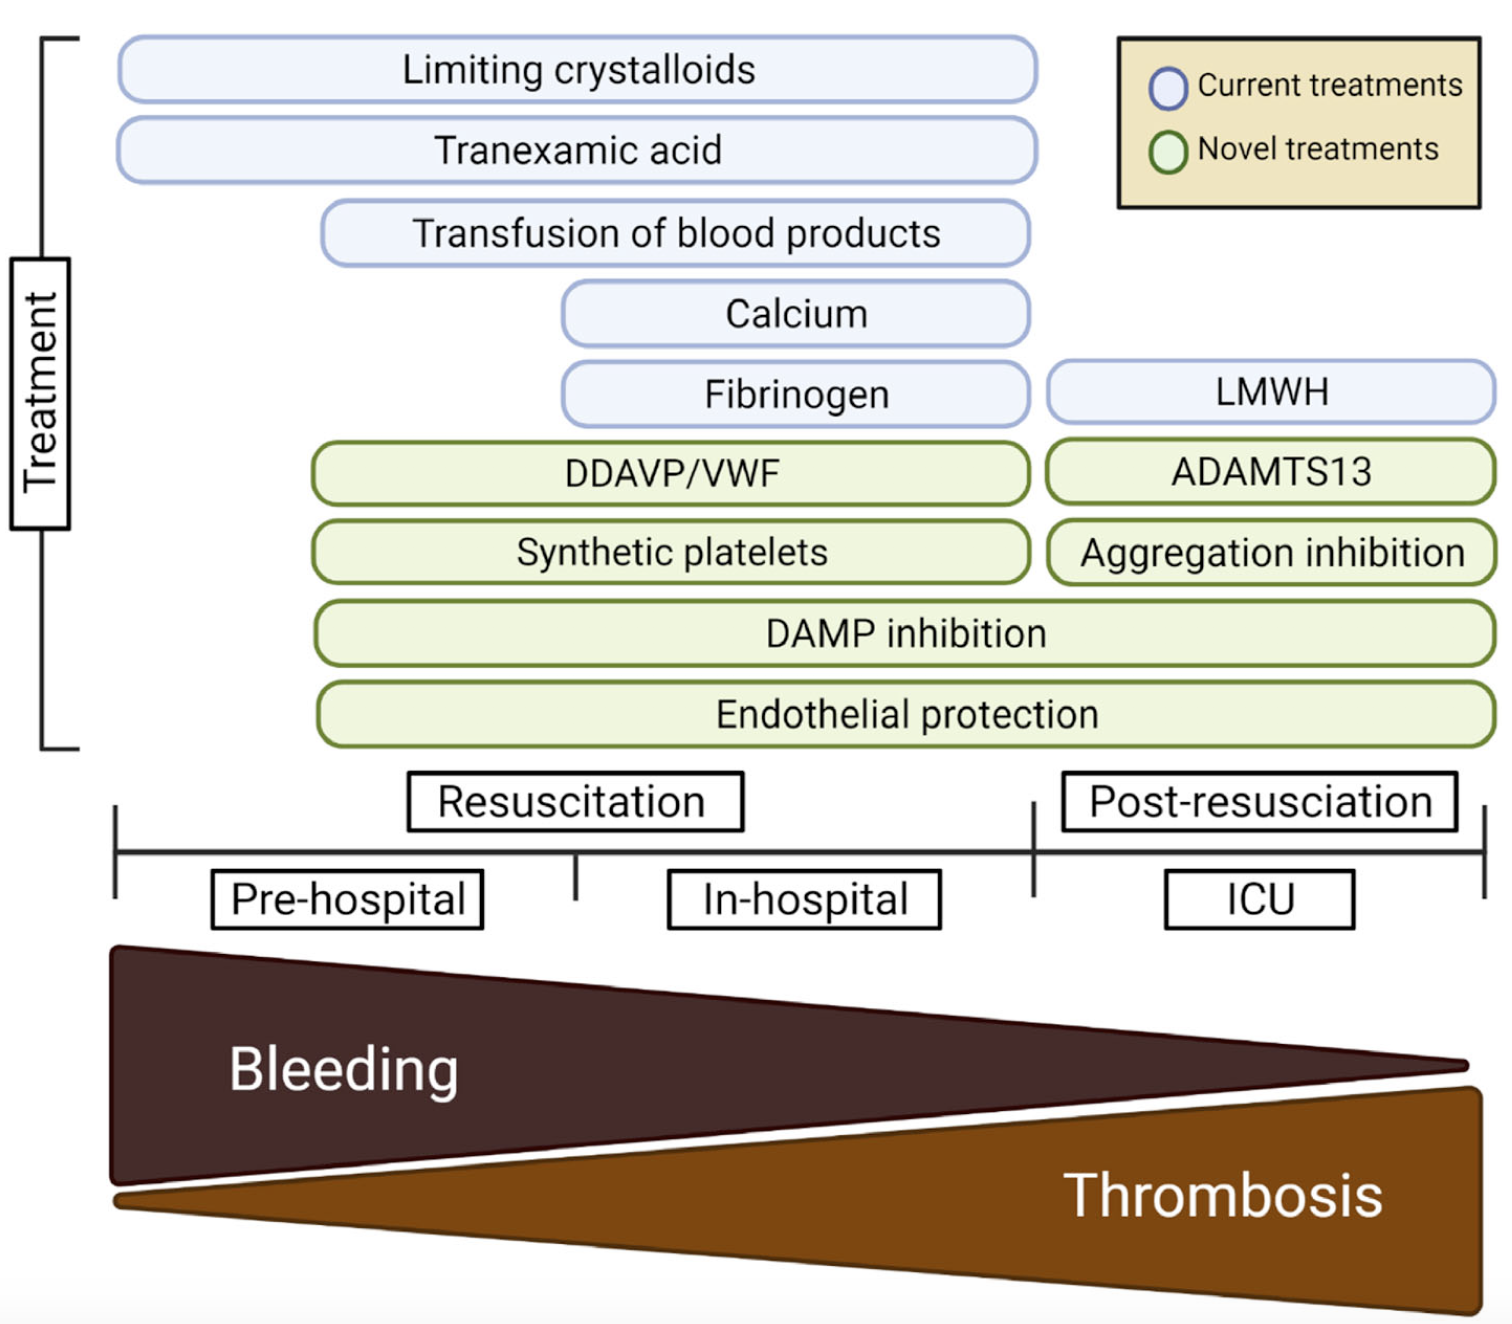 Limiting crystalloids
Current treatments
Tranexamic acid
Novel treatments
Transfusion of blood products
Calcium
Fibrinogen
LMWH
Treatment
DDAVP/VWF
ADAMTS13
Synthetic platelets
Aggregation inhibition
DAMP inhibition
Endothelial protection
Resuscitation
Post-resusciation
Pre-hospital
In-hospital
ICU
Bleeding
Thrombosis